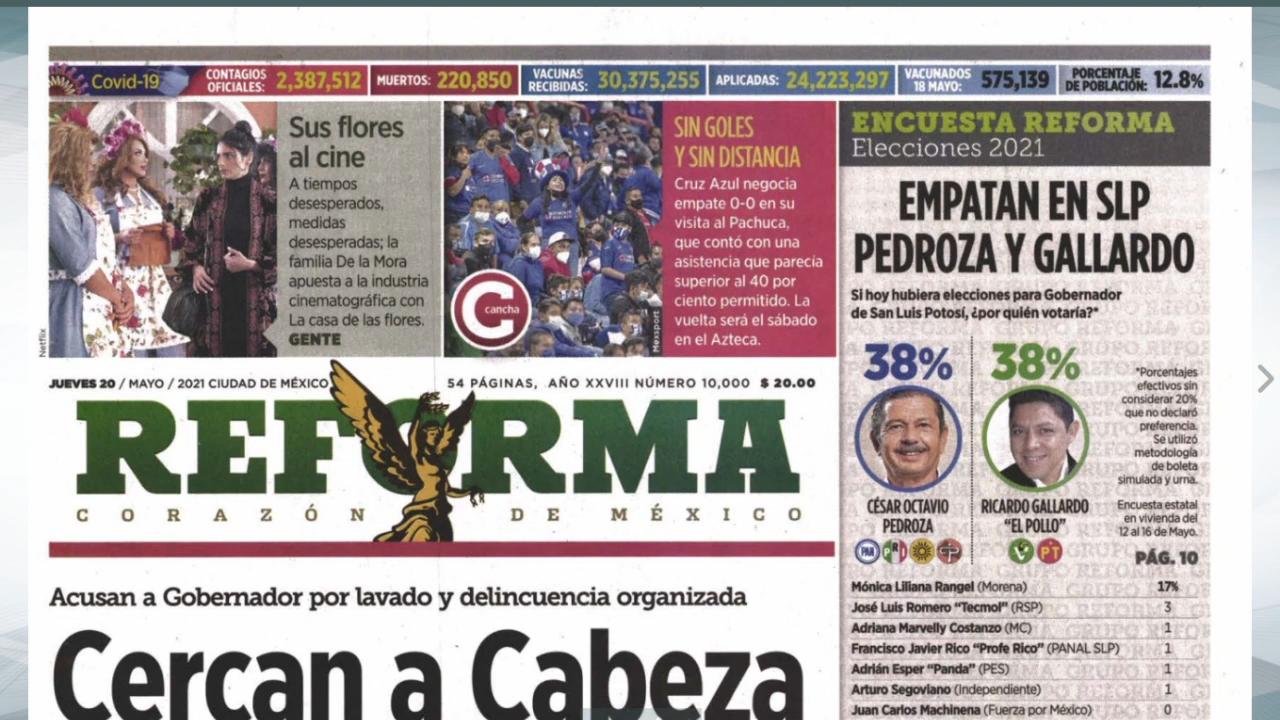 Covid-19
CONTAGIOS
OFICIALES: 2,387,512
MUERTOS: 220,850
VACUNAS
RECIBIDAS: 30,375,255
APLICADAS: 24,223,297
VACUNADOS
18 MAYO: 575,139
PORCENTAJE
DE POBLACIÓN: 12.8%
Sus flores
al cine
A tiempos
desesperados,
medidas
desesperadas; la
familia De la Mora
apuesta a la industria
cinematográfica con
La casa de las flores.
GENTE
Netflix
C cancha
Mexsport
SIN GOLES
Y SIN DISTANCIA
Cruz Azul negocia
empate 0-0 en su
visita al Pachuca,
que contó con una
asistencia que parecía
superior al 40 por
ciento permitido. La
vuelta será el sábado
en el Azteca.
JUEVES 20 / MAYO / 2021 CIUDAD DE MÉXICO
54 PÁGINAS, AÑO XXVIII NÚMERO 10,000 $ 20.00
REFORMA
CORAZÓN DE MÉXICO
Acusan a Gobernador por lavado y delincuencia organizada
Cercan a Cabeza
ENCUESTA REFORMA
Elecciones 2021
EMPATAN EN SLP
PEDROZA Y GALLARDO
Si hoy hubiera elecciones para Gobernador
de San Luis Potosí, ¿por quién votaría?*
38%
CÉSAR OCTAVIO
PEDROZA
PAN PRI
38%
RICARDO GALLARDO
“EL POLLO”
PT
*Porcentajes
efectivos sin
considerar 20%
que no declaró
preferencia.
Se utilizó
metodología
de boleta
simulada y urna.
Encuesta estatal
en vivienda del
12 al 16 de Mayo.
PÁG. 10
Mónica Liliana Rangel (Morena) 17%
José Luis Romero “Tecmol” (RSP) 3
Adriana Marvelly Costanzo (MC) 1
Francisco Javier Rico “Profe Rico” (PANAL SLP) 1
Adrián Esper “Panda” (PES) 1
Arturo Segoviano (Independiente) 1
Juan Carlos Machinena (Fuerza por México) 0